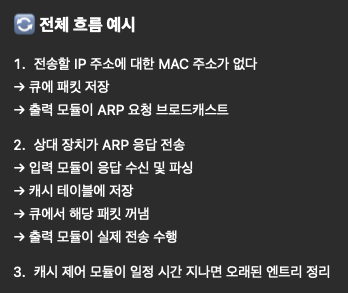 🔄 전체 흐름 예시
1. 전송할 IP 주소에 대한 MAC 주소가 없다
→ 큐에 패킷 저장
→ 출력 모듈이 ARP 요청 브로드캐스트
2. 상대 장치가 ARP 응답 전송
→ 입력 모듈이 응답 수신 및 파싱
→ 캐시 테이블에 저장
→ 큐에서 해당 패킷 꺼냄
→ 출력 모듈이 실제 전송 수행
3. 캐시 제어 모듈이 일정 시간 지나면 오래된 엔트리 정리